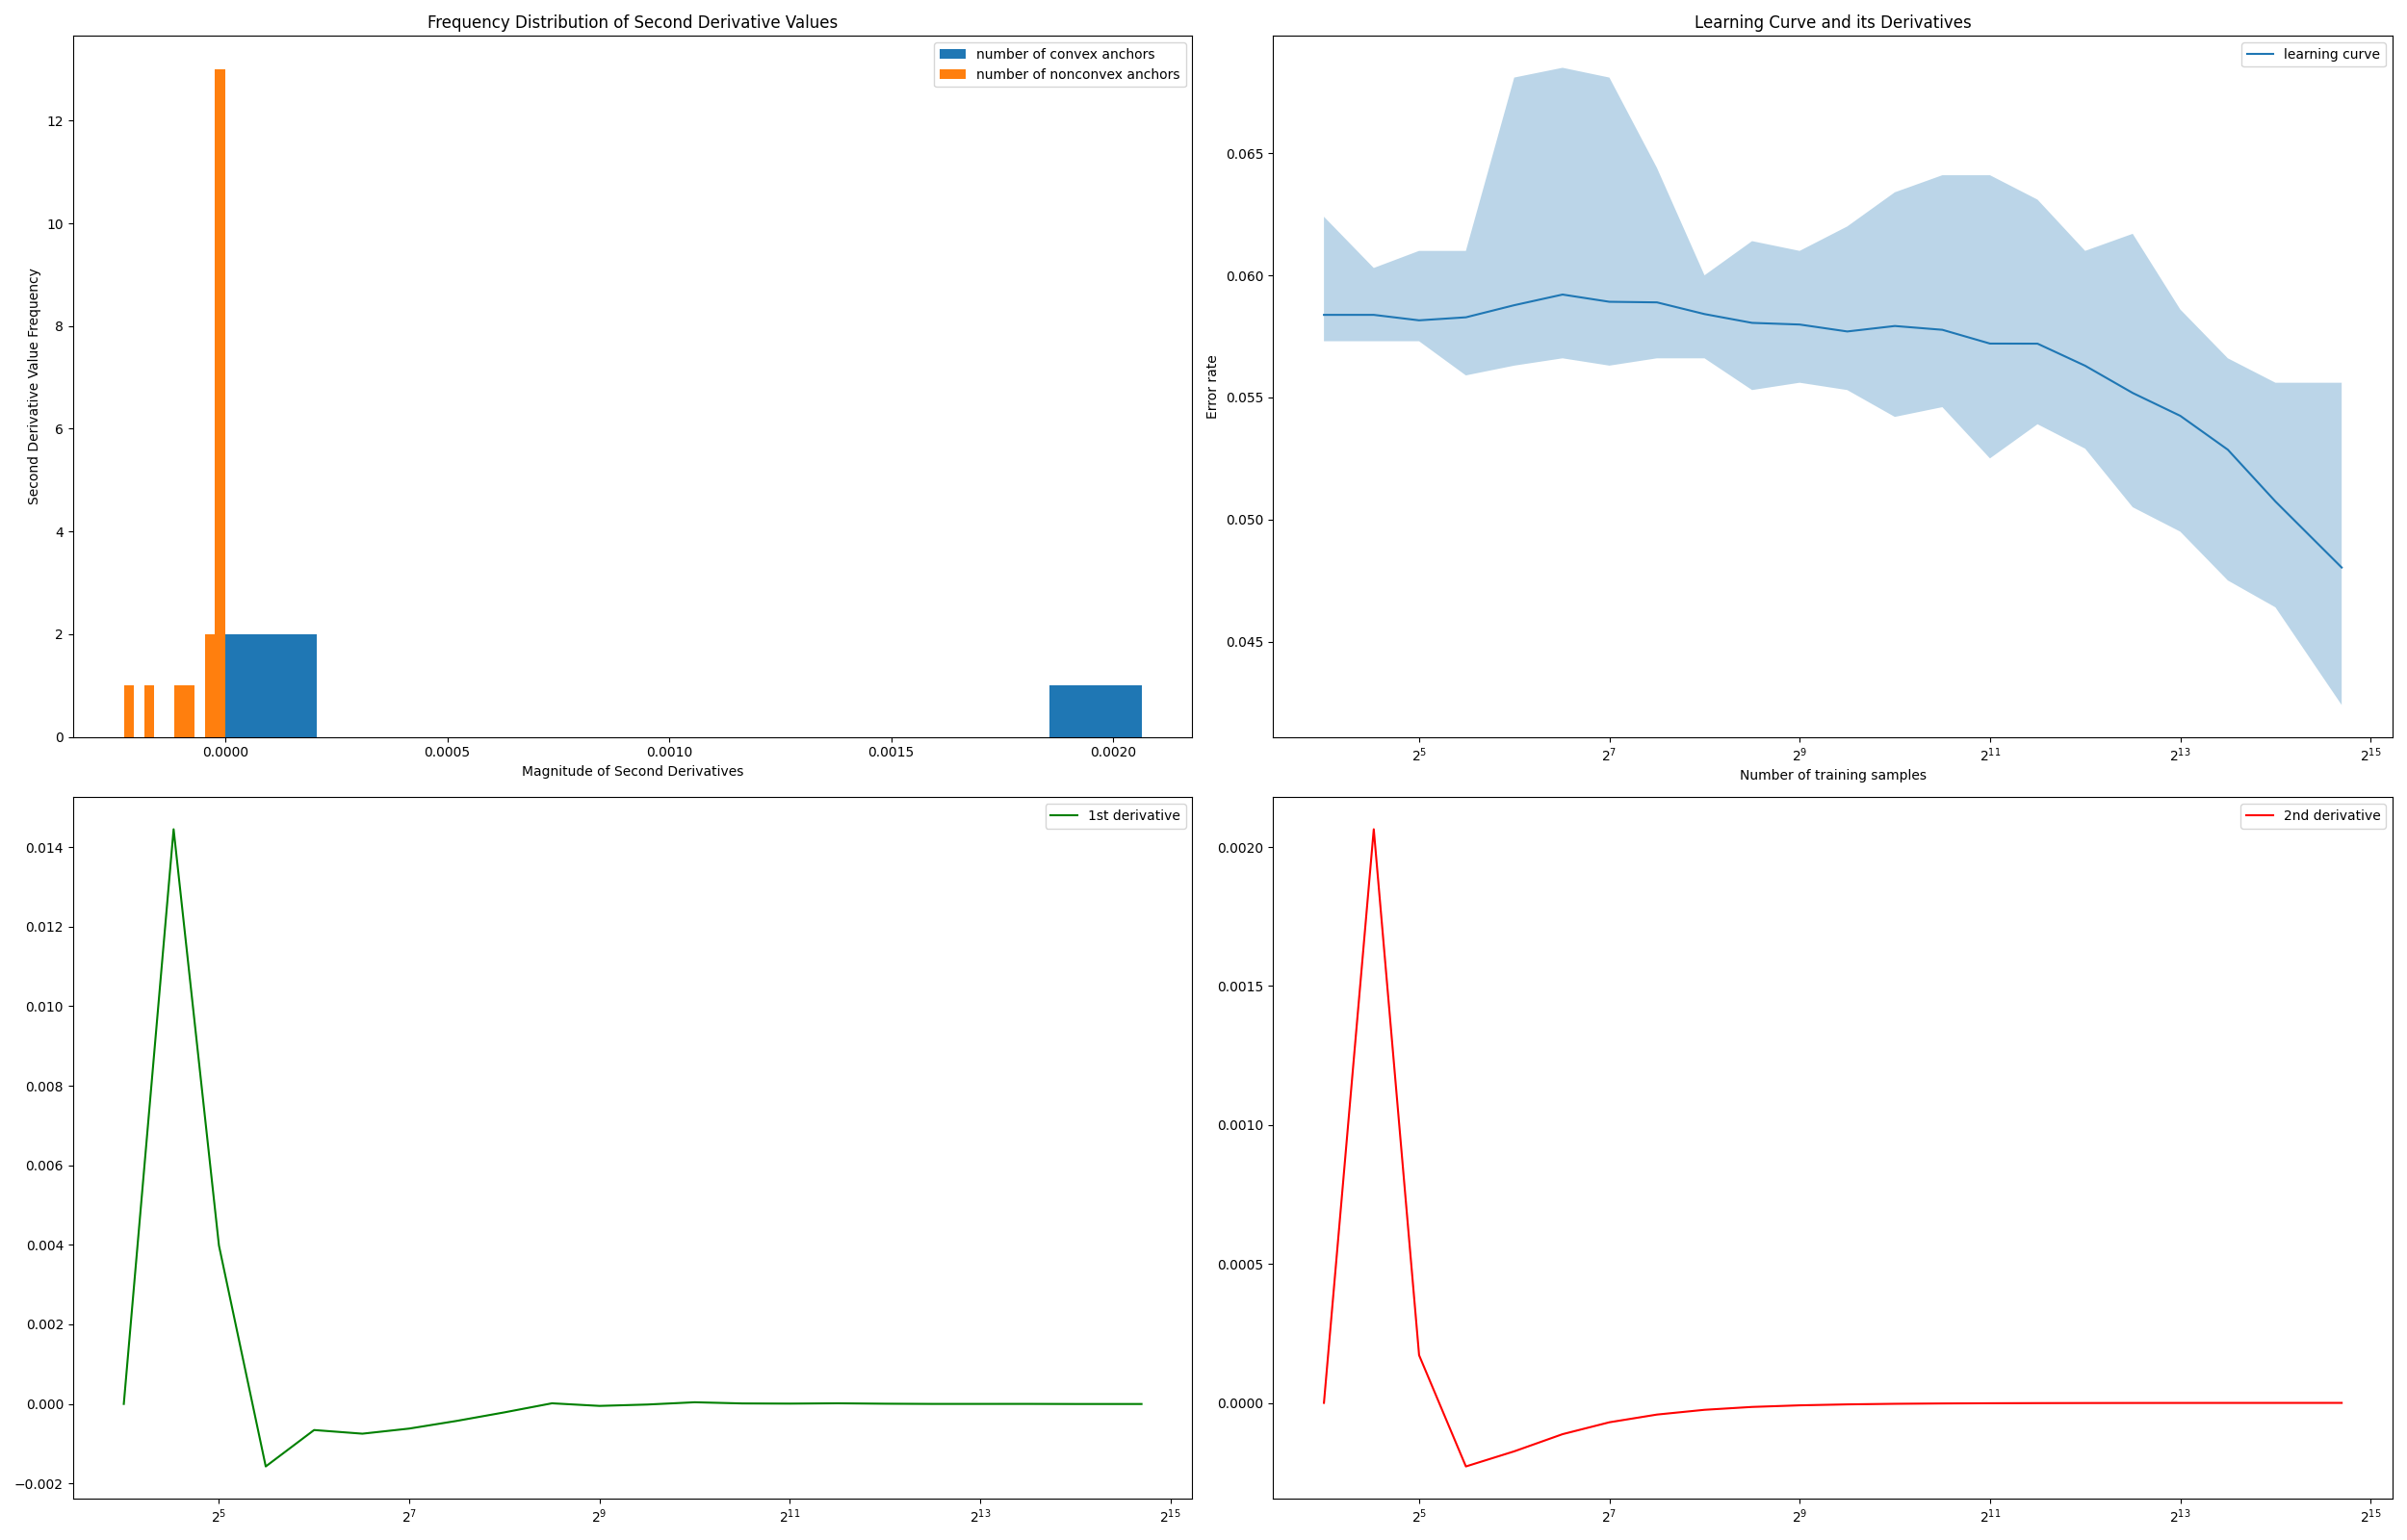 Frequency Distribution of Second Derivative Values
number of convex anchors
number of nonconvex anchors
Second Derivative Value Frequency
12
10
8
6
4
2
0
0.0000 0.0005 0.0010 0.0015 0.0020
Magnitude of Second Derivatives
Learning Curve and its Derivatives
learning curve
Error rate
0.065
0.060
0.055
0.050
0.045
2^5 2^7 2^9 2^11 2^13 2^15
Number of training samples
1st derivative
0.014
0.012
0.010
0.008
0.006
0.004
0.002
0.000
−0.002
2^5 2^7 2^9 2^11 2^13 2^15
2nd derivative
0.0020
0.0015
0.0010
0.0005
0.0000
2^5 2^7 2^9 2^11 2^13 2^15